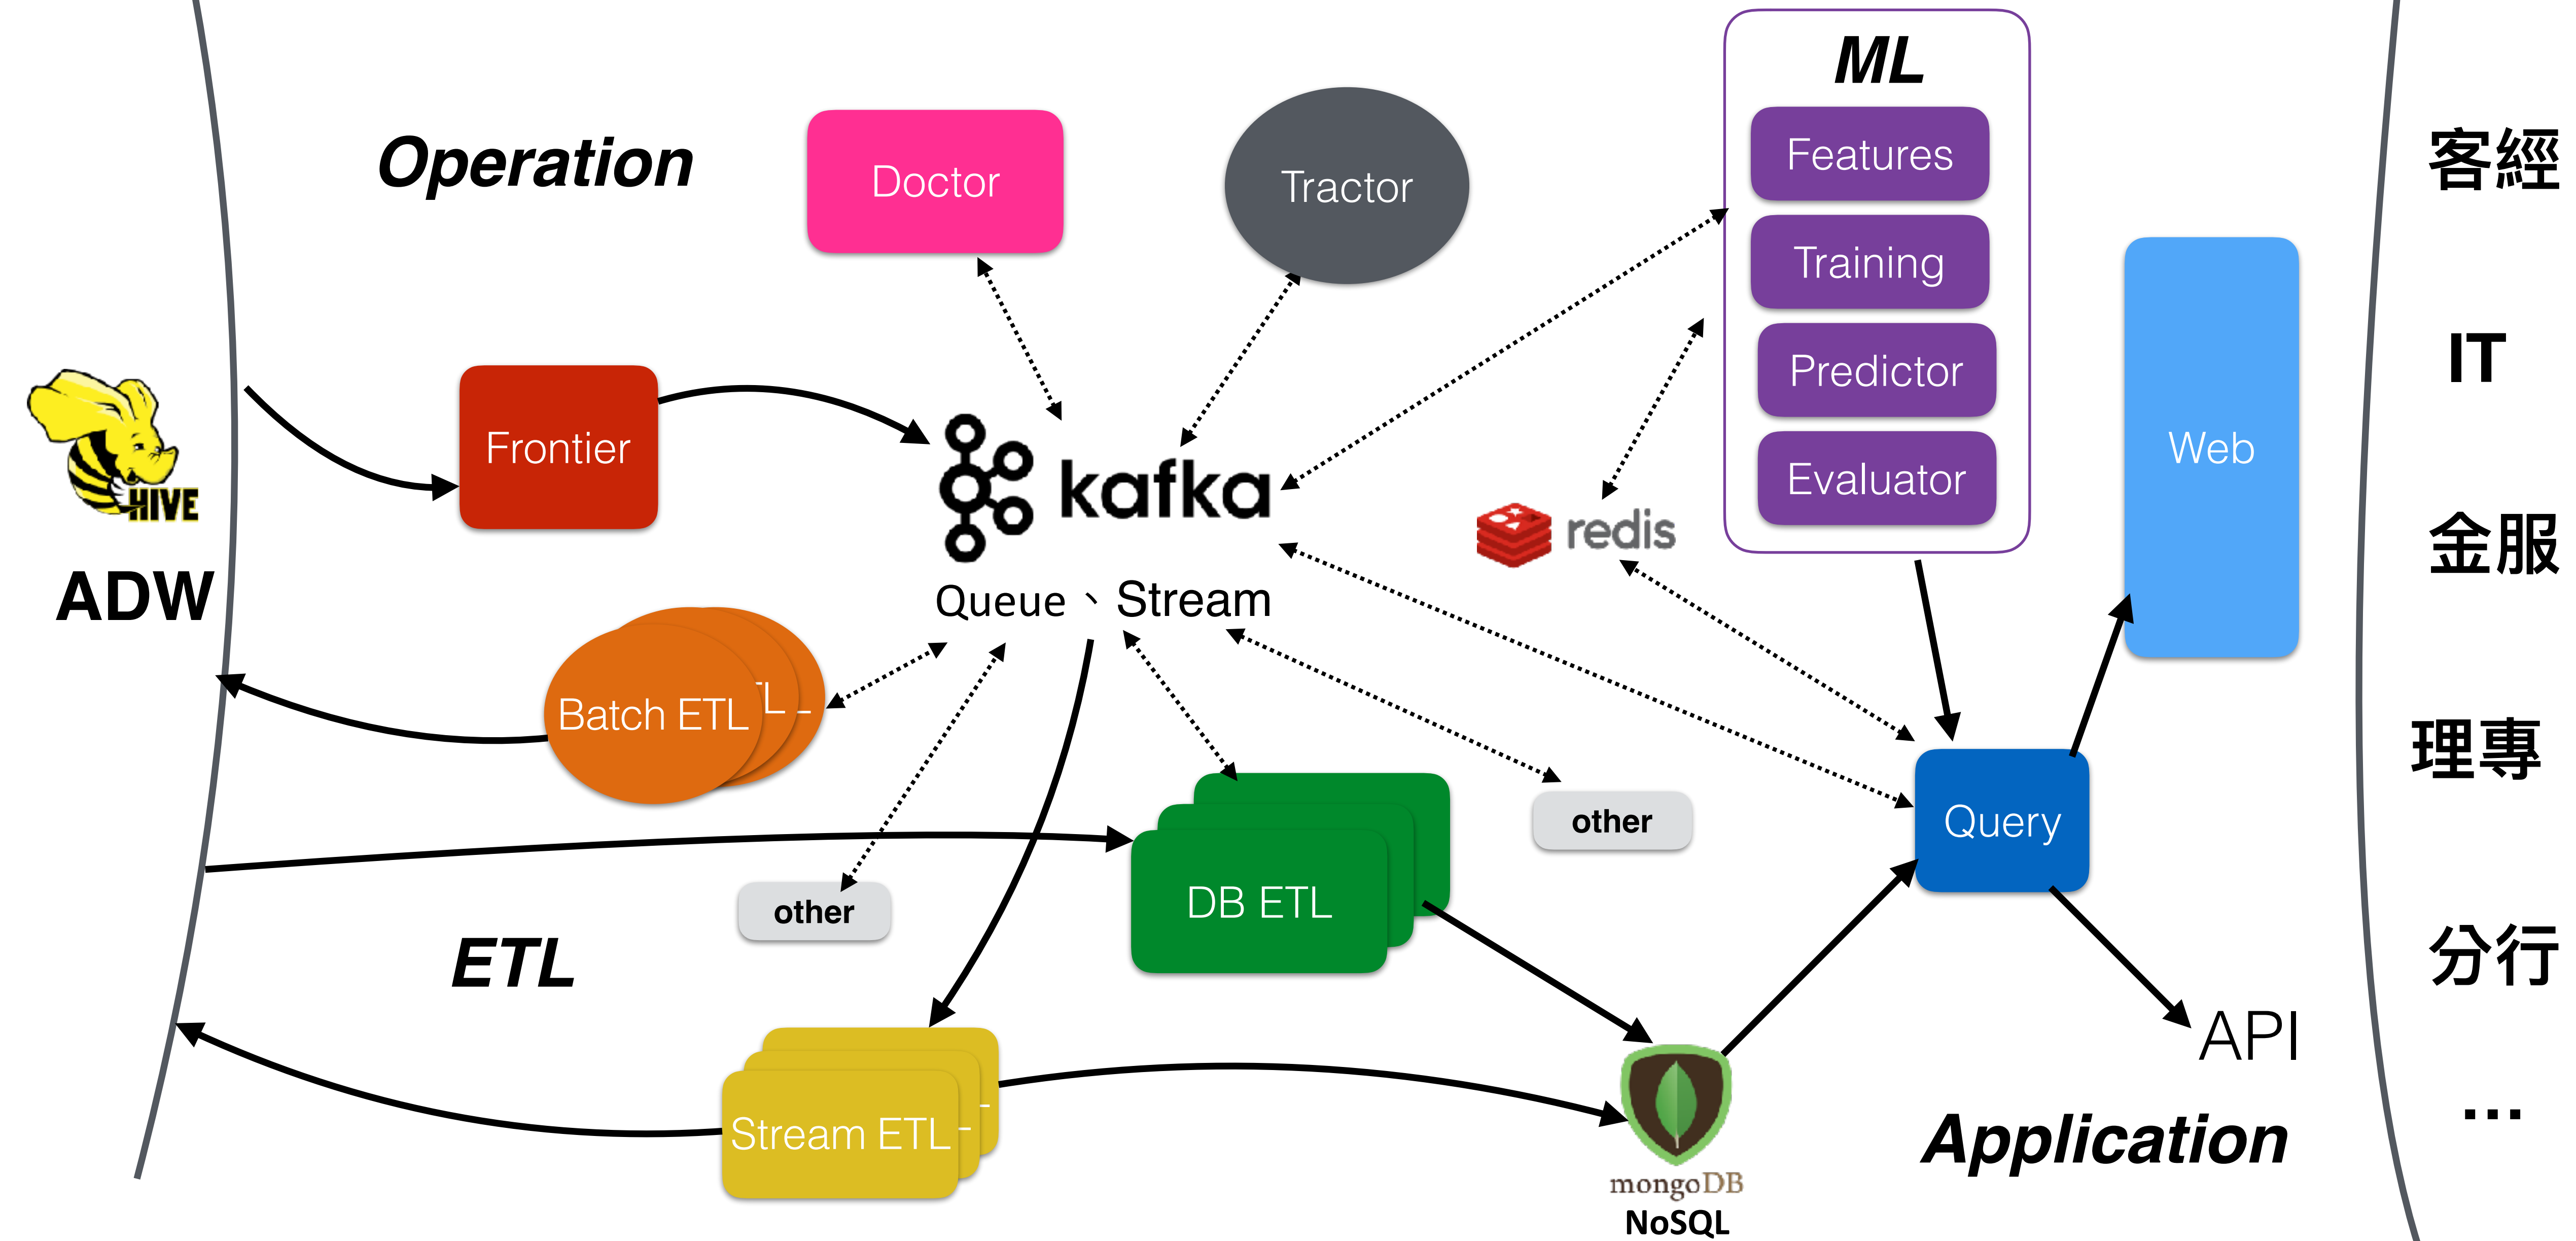 Operation
Doctor
Tractor
ML
Features
Training
Predictor
Evaluator
Frontier
kafka
Queue、Stream
redis
Web
HIVE
ADW
Batch ETL
TL
other
DB ETL
other
Query
ETL
Stream ETL
mongoDB
NoSQL
API
Application
客經
IT
金服
理專
分行
...